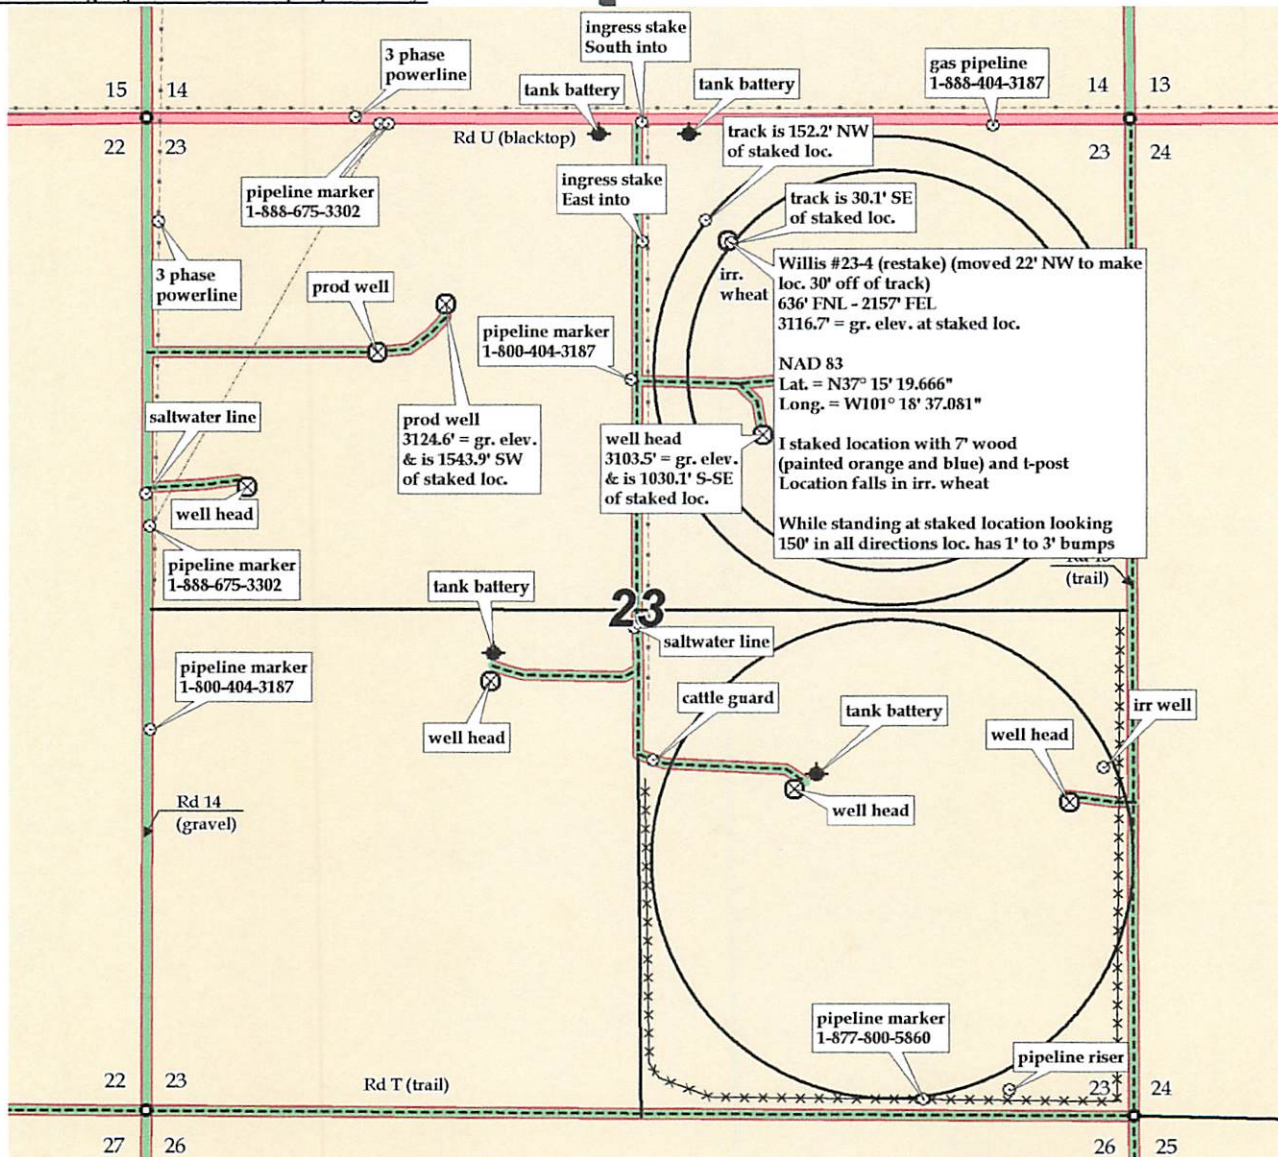 ingress stake
South into
3 phase
powerline
tank battery
tank battery
gas pipeline
1-888-404-3187
15
14
14
13
Rd U (blacktop)
22
23
23
24
track is 152.2' NW
of staked loc.
pipeline marker
1-888-675-3302
ingress stake
East into
track is 30.1' SE
of staked loc.
3 phase
powerline
irr.
wheat
Willis #23-4 (restake) (moved 22' NW to make
loc. 30' off of track)
636' FNL - 2157' FEL
3116.7' = gr. elev. at staked loc.
NAD 83
Lat. = N37° 15' 19.666"
Long. = W101° 18' 37.081"
I staked location with 7' wood
(painted orange and blue) and t-post
Location falls in irr. wheat
While standing at staked location looking
150' in all directions loc. has 1' to 3' bumps
prod well
pipeline marker
1-800-404-3187
saltwater line
prod well
3124.6' = gr. elev.
& is 1543.9' SW
of staked loc.
well head
3103.5' = gr. elev.
& is 1030.1' S-SE
of staked loc.
well head
pipeline marker
1-888-675-3302
(trail)
tank battery
23
saltwater line
pipeline marker
1-800-404-3187
cattle guard
tank battery
irr well
well head
well head
well head
Rd 14
(gravel)
pipeline marker
1-877-800-5860
pipeline riser
22
23
Rd T (trail)
23
24
27
26
26
25